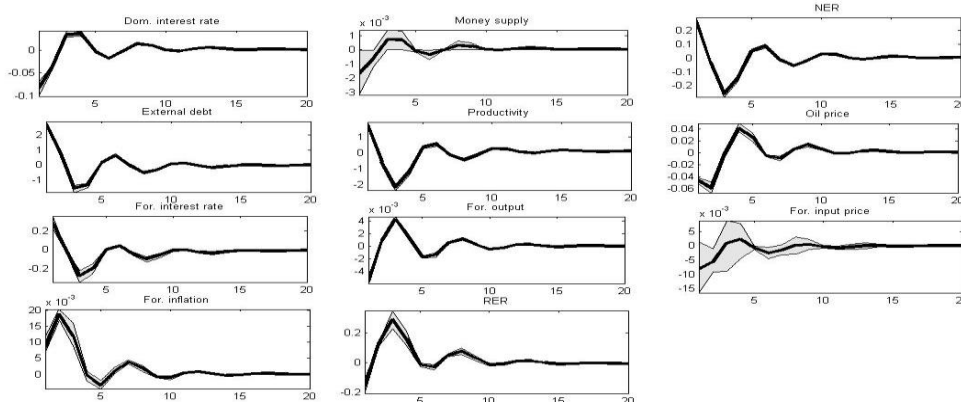 Dom. interest rate
0
-0.05
-0.1
5 10 15 20
Money supply
x 10⁻³
1
0
-1
-2
-3
5 10 15 20
NER
0.2
0.1
0
-0.1
-0.2
5 10 15 20
External debt
2
1
0
-1
5 10 15 20
Productivity
1
0
-1
-2
5 10 15 20
Oil price
0.04
0.02
0
-0.02
-0.04
-0.06
5 10 15 20
For. interest rate
0.2
0
-0.2
5 10 15 20
For. output
x 10⁻³
4
2
0
-2
-4
5 10 15 20
For. input price
x 10⁻³
5
0
-5
-10
-15
5 10 15 20
For. inflation
x 10⁻³
20
15
10
5
0
5 10 15 20
RER
0.2
0
-0.2
5 10 15 20